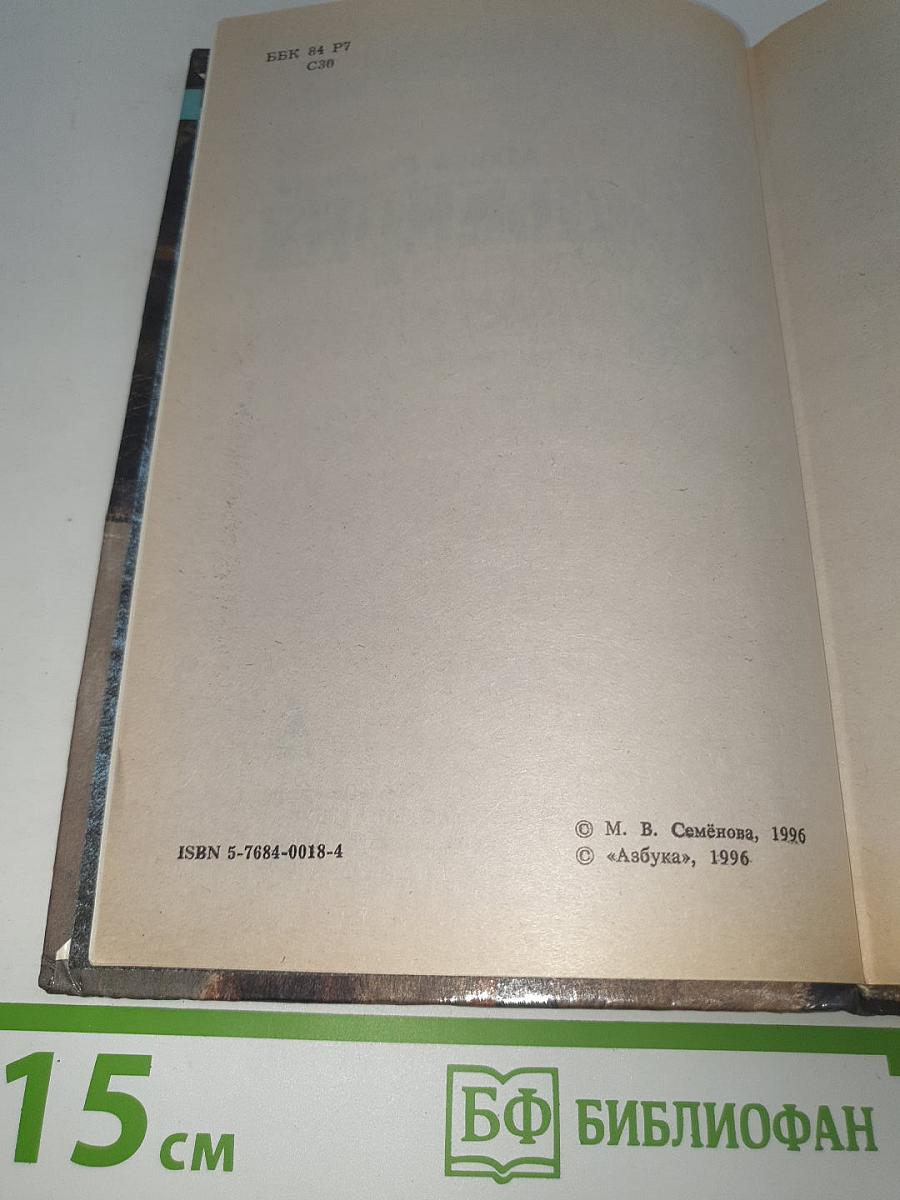 ББК 84 Р7
С30
ISBN 5-7684-0018-4
© М. В. Семёнова, 1996
© «Азбука», 1996
15 см
БФ БИБЛИОФАН